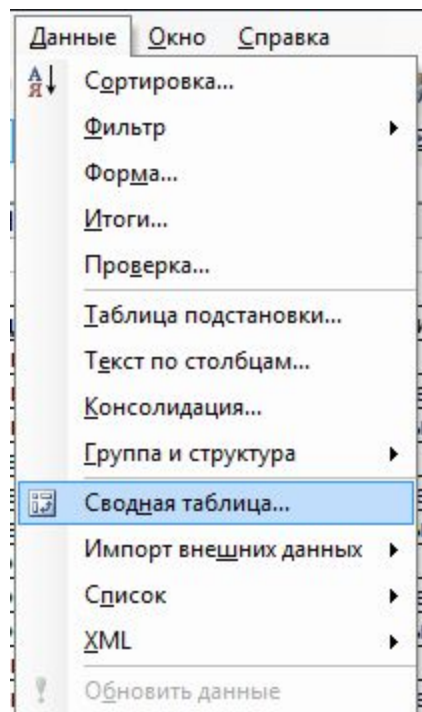 Данные Окно Справка
Сортировка...
Фильтр
Форма...
Итоги...
Проверка...
Таблица подстановки...
Текст по столбцам...
Консолидация...
Группа и структура
Сводная таблица...
Импорт внешних данных
Список
XML
Обновить данные